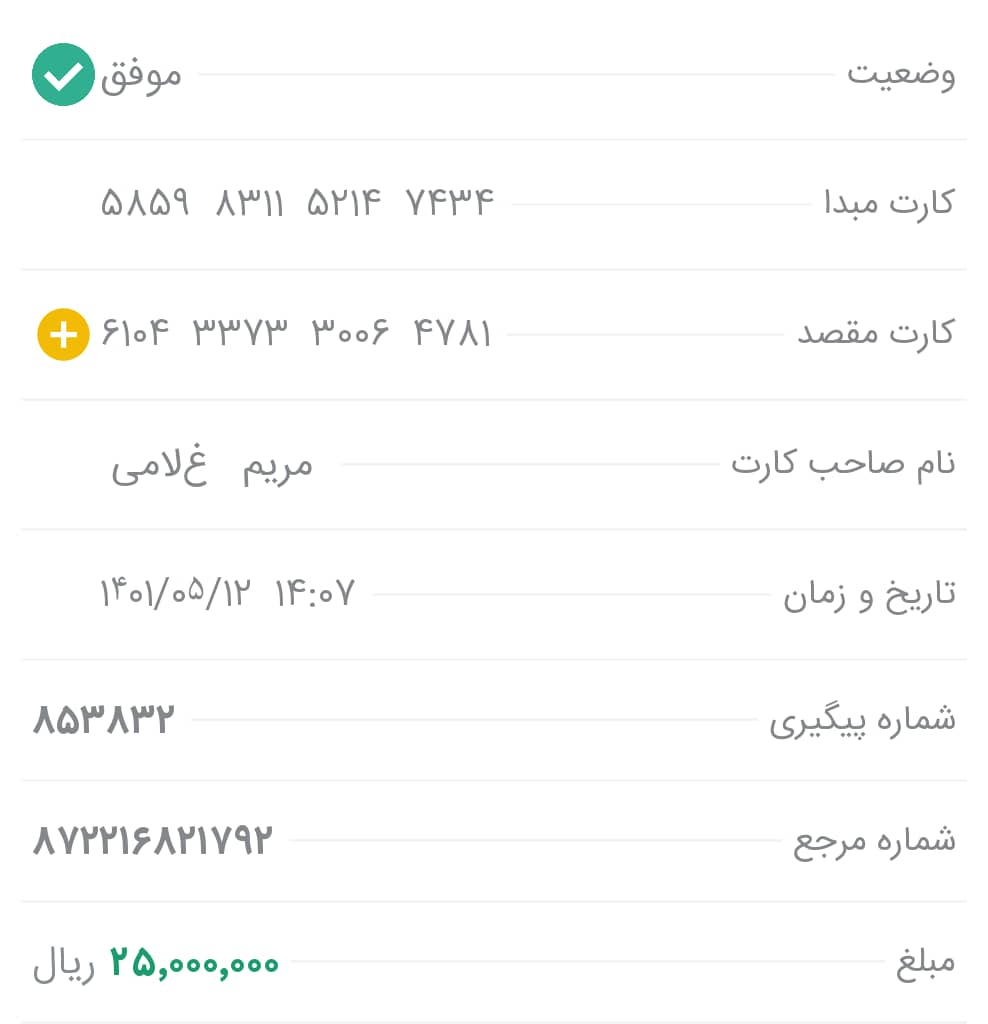 وضعیت موفق
کارت مبدا ۵۸۵۹ ۸۳۱۱ ۵۲۱۴ ۷۴۳۴
کارت مقصد ۶۱۰۴ ۳۳۷۳ ۳۰۰۶ ۴۷۸۱
نام صاحب کارت مریم غلامی
تاریخ و زمان ۱۴۰۱/۰۵/۱۲ ۱۴:۰۷
شماره پیگیری ۸۵۳۸۳۲
شماره مرجع ۸۷۲۲۱۶۸۲۱۷۹۲
مبلغ ۲۵,۰۰۰,۰۰۰ ریال